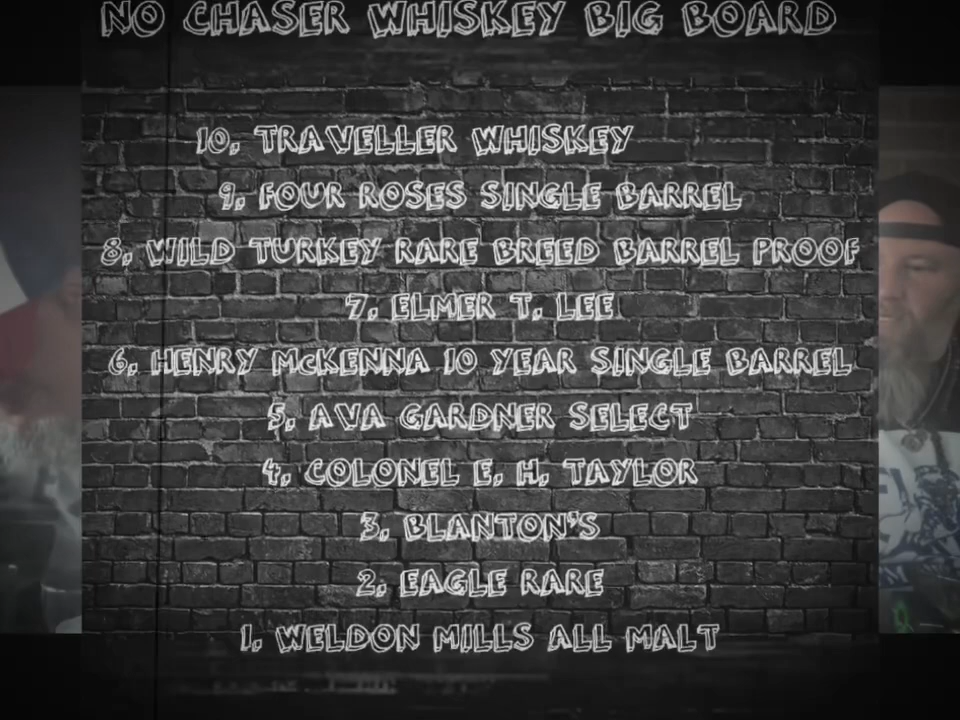 NO CHASER WHISKEY BIG BOARD
10. TRAVELLER WHISKEY
9. FOUR ROSES SINGLE BARREL
8. WILD TURKEY RARE BREED BARREL PROOF
7. ELMER T. LEE
6. HENRY McKENNA 10 YEAR SINGLE BARREL
5. AVA GARDNER SELECT
4. COLONEL E. H. TAYLOR
3. BLANTON'S
2. EAGLE RARE
1. WELDON MILLS ALL MALT